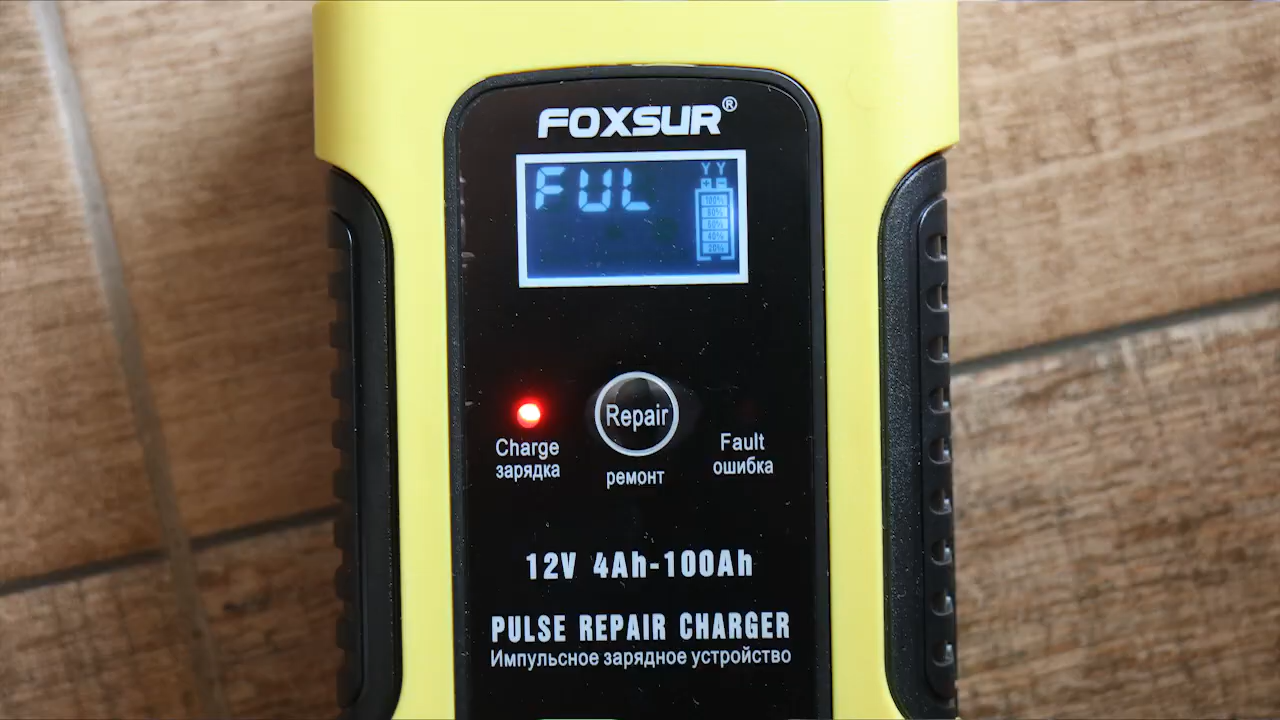 FOXSUR®
FUL
100%
80%
60%
40%
20%
Repair
Charge
зарядка
ремонт
Fault
ошибка
12V 4Ah-100Ah
PULSE REPAIR CHARGER
Импульсное зарядное устройство